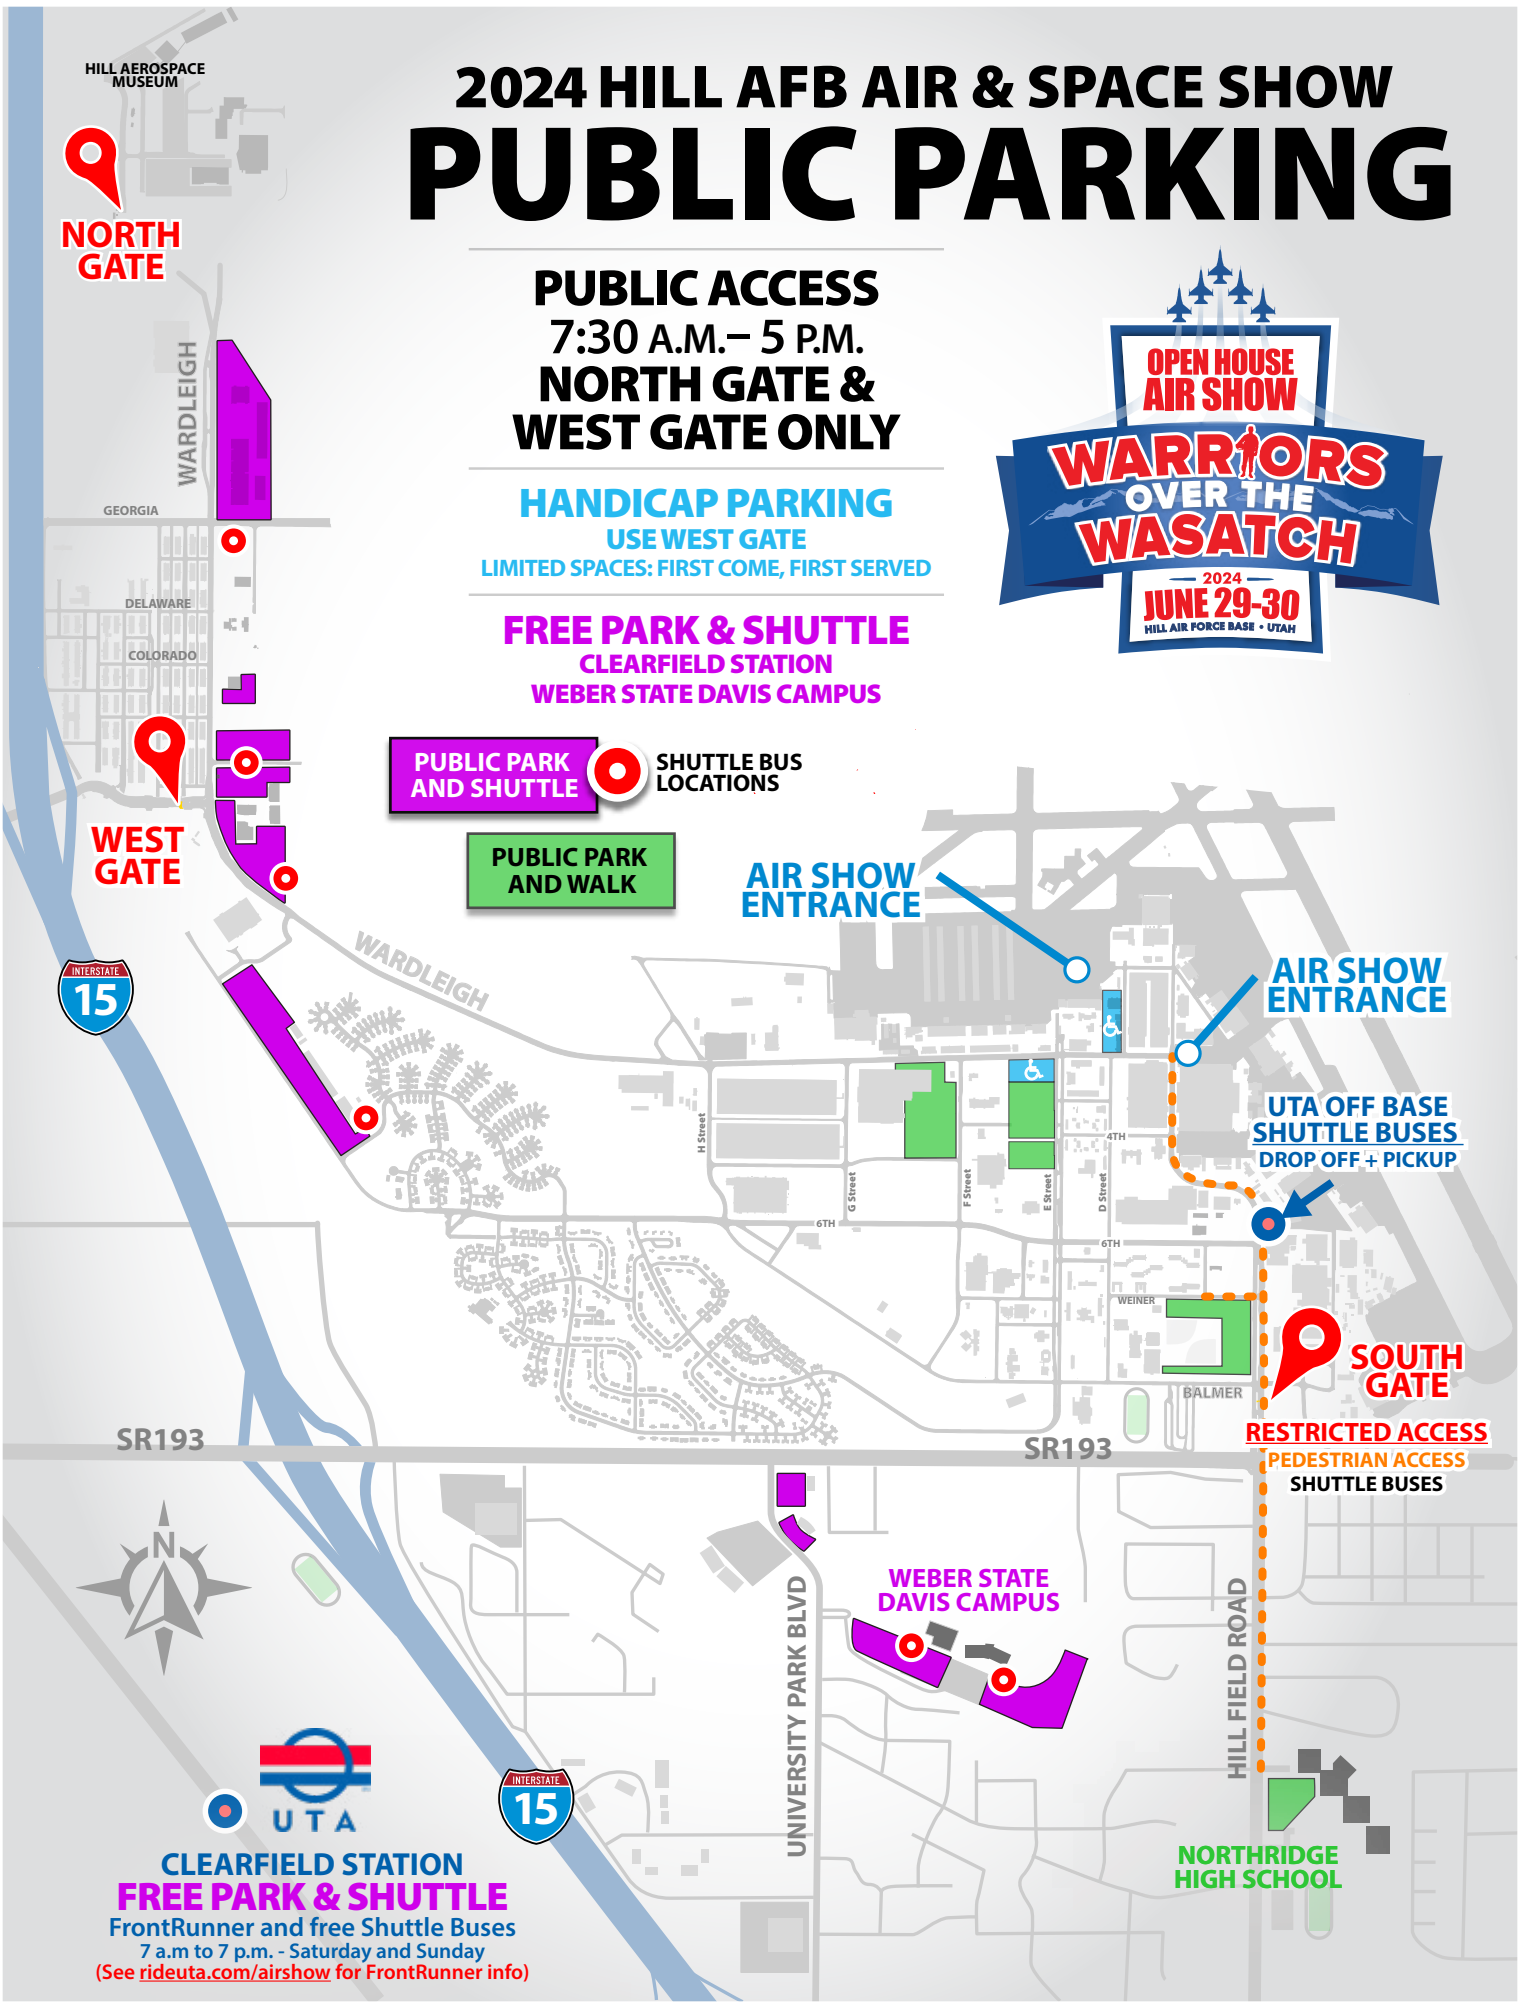 HILL AEROSPACE
MUSEUM
2024 HILL AFB AIR & SPACE SHOW
PUBLIC PARKING
NORTH
GATE
PUBLIC ACCESS
7:30 A.M.– 5 P.M.
NORTH GATE &
WEST GATE ONLY
HANDICAP PARKING
USE WEST GATE
LIMITED SPACES: FIRST COME, FIRST SERVED
FREE PARK & SHUTTLE
CLEARFIELD STATION
WEBER STATE DAVIS CAMPUS
OPEN HOUSE
AIR SHOW
WARRIORS
OVER THE
WASATCH
2024
JUNE 29-30
HILL AIR FORCE BASE • UTAH
WARDLEIGH
GEORGIA
DELAWARE
COLORADO
PUBLIC PARK
AND SHUTTLE
SHUTTLE BUS
LOCATIONS
PUBLIC PARK
AND WALK
WEST
GATE
AIR SHOW
ENTRANCE
WARDLEIGH
INTERSTATE
15
AIR SHOW
ENTRANCE
UTA OFF BASE
SHUTTLE BUSES
DROP OFF + PICKUP
H Street
G Street
F Street
E Street
D Street
4TH
6TH
6TH
WEINER
BALMER
SOUTH
GATE
RESTRICTED ACCESS
PEDESTRIAN ACCESS
SHUTTLE BUSES
SR193
SR193
N
WEBER STATE
DAVIS CAMPUS
UNIVERSITY PARK BLVD
HILL FIELD ROAD
INTERSTATE
15
NORTHRIDGE
HIGH SCHOOL
UTA
CLEARFIELD STATION
FREE PARK & SHUTTLE
FrontRunner and free Shuttle Buses
7 a.m to 7 p.m. - Saturday and Sunday
(See rideuta.com/airshow for FrontRunner info)